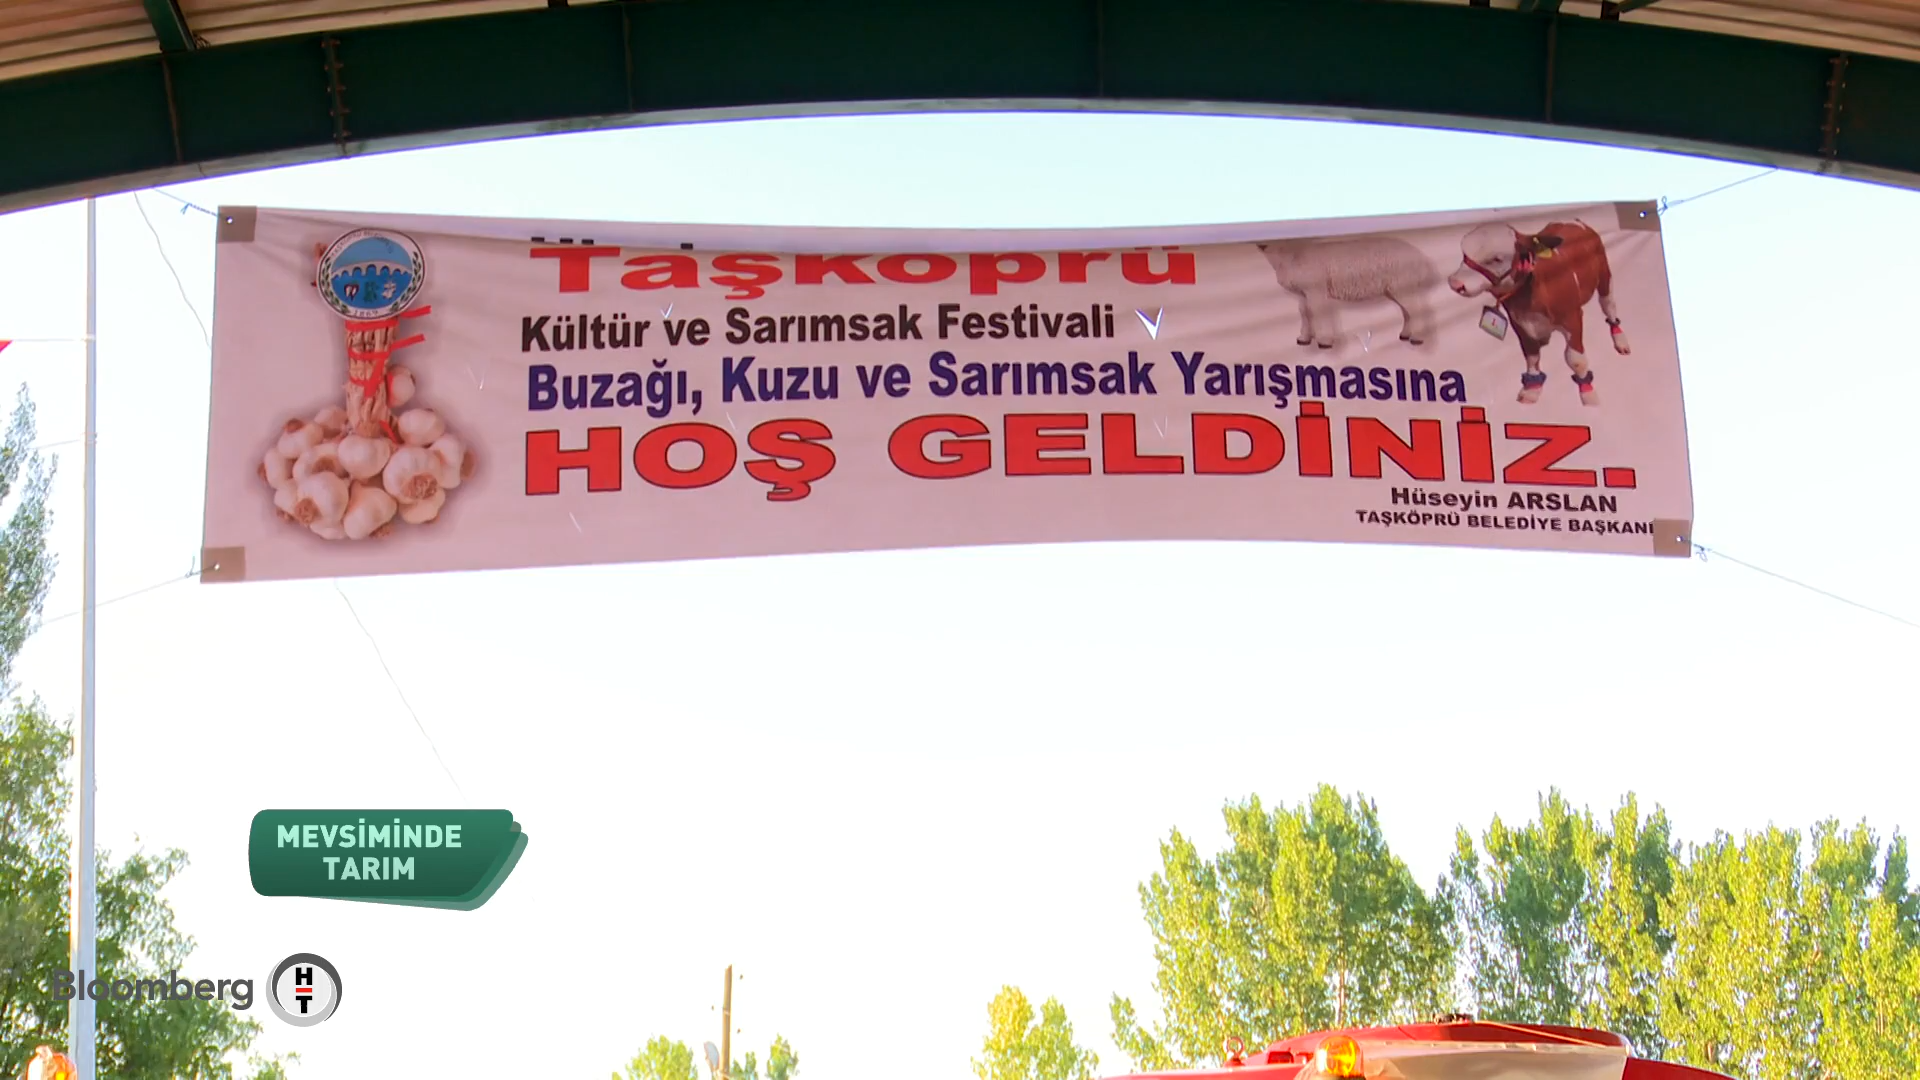 Taşköprü
Kültür ve Sarımsak Festivali
Buzağı, Kuzu ve Sarımsak Yarışmasına
HOŞ GELDİNİZ.
Hüseyin ARSLAN
TAŞKÖPRÜ BELEDİYE BAŞKANI
MEVSİMİNDE
TARIM
Bloomberg HT